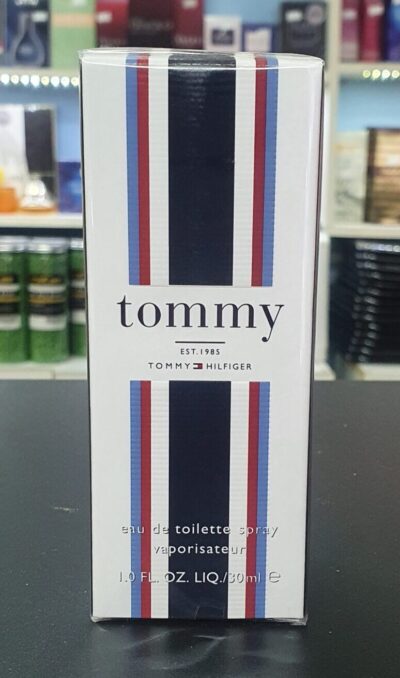 tommy
EST.1985
TOMMY HILFIGER
eau de toilette spray
vaporisateur
1.0 FL. OZ. LIQ./30ml ℮